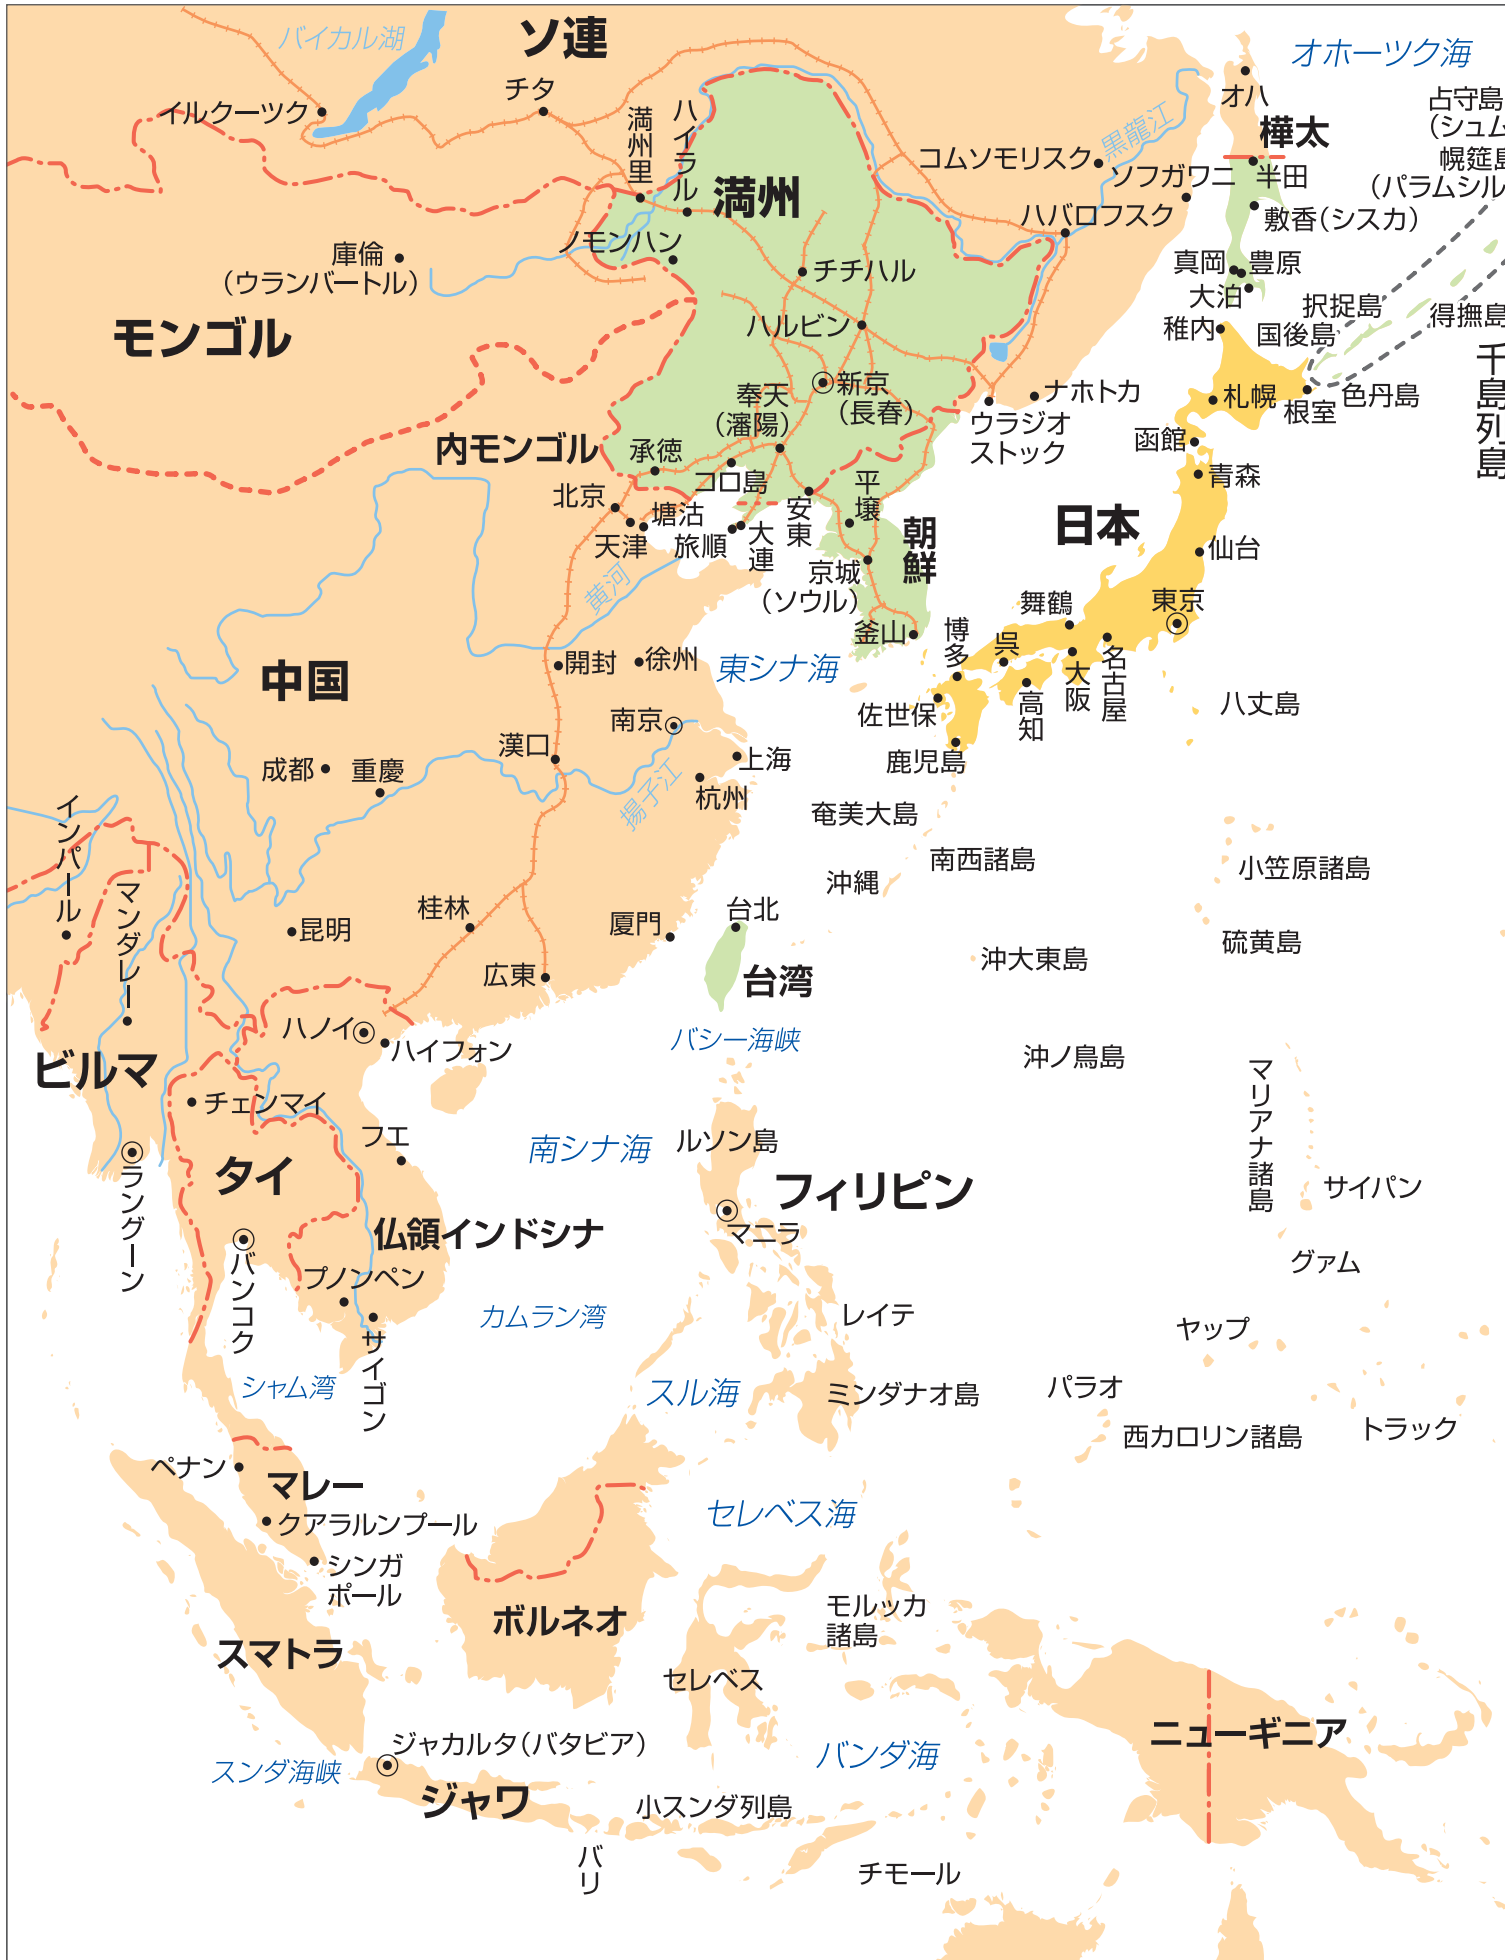 バイカル湖
ソ連
オホーツク海
チタ
イルクーツク
満州里
ハイラル
オハ
樺太
占守島
（シュム
幌筵島
（パラムシル
黒龍江
コムソモリスク
ソフガワニ
半田
満州
ハバロフスク
敷香（シスカ）
ノモンハン
庫倫
（ウランバートル）
チチハル
真岡
豊原
大泊
択捉島
得撫島
モンゴル
ハルビン
稚内
国後島
千島列島
奉天
（瀋陽）
新京
（長春）
ナホトカ
札幌
根室
色丹島
ウラジオ
ストック
函館
内モンゴル
承徳
コロ島
平壌
青森
北京
塘沽
安東
天津
旅順
大連
朝鮮
日本
仙台
黄河
京城
（ソウル）
舞鶴
東京
釜山
博多
呉
開封
徐州
東シナ海
大阪
名古屋
中国
高知
八丈島
佐世保
南京
漢口
上海
鹿児島
成都
重慶
揚子江
杭州
インパール
奄美大島
南西諸島
小笠原諸島
マンダレー
沖縄
桂林
厦門
台北
昆明
硫黄島
広東
台湾
沖大東島
ハノイ
ハイフォン
バシー海峡
沖ノ鳥島
マリアナ諸島
ビルマ
チェンマイ
フエ
南シナ海
ルソン島
ラングーン
タイ
フィリピン
サイパン
仏領インドシナ
マニラ
バンコク
グァム
プノンペン
カムラン湾
レイテ
ヤップ
サイゴン
シャム湾
スル海
ミンダナオ島
パラオ
西カロリン諸島
トラック
ペナン
マレー
セレベス海
クアラルンプール
シンガ
ポール
ボルネオ
モルッカ
諸島
スマトラ
セレベス
ニューギニア
ジャカルタ（バタビア）
バンダ海
スンダ海峡
ジャワ
小スンダ列島
バリ
チモール